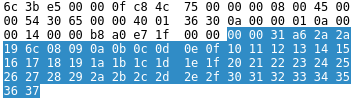 6c 3b e5 00 00 0f c8 4c 75 00 00 00 08 00 45 00
00 54 30 65 00 00 40 01 36 30 0a 00 00 01 0a 00
00 14 00 00 b8 a0 e7 1f 00 00 00 00 31 a6 2a 2a
19 6c 08 09 0a 0b 0c 0d 0e 0f 10 11 12 13 14 15
16 17 18 19 1a 1b 1c 1d 1e 1f 20 21 22 23 24 25
26 27 28 29 2a 2b 2c 2d 2e 2f 30 31 32 33 34 35
36 37